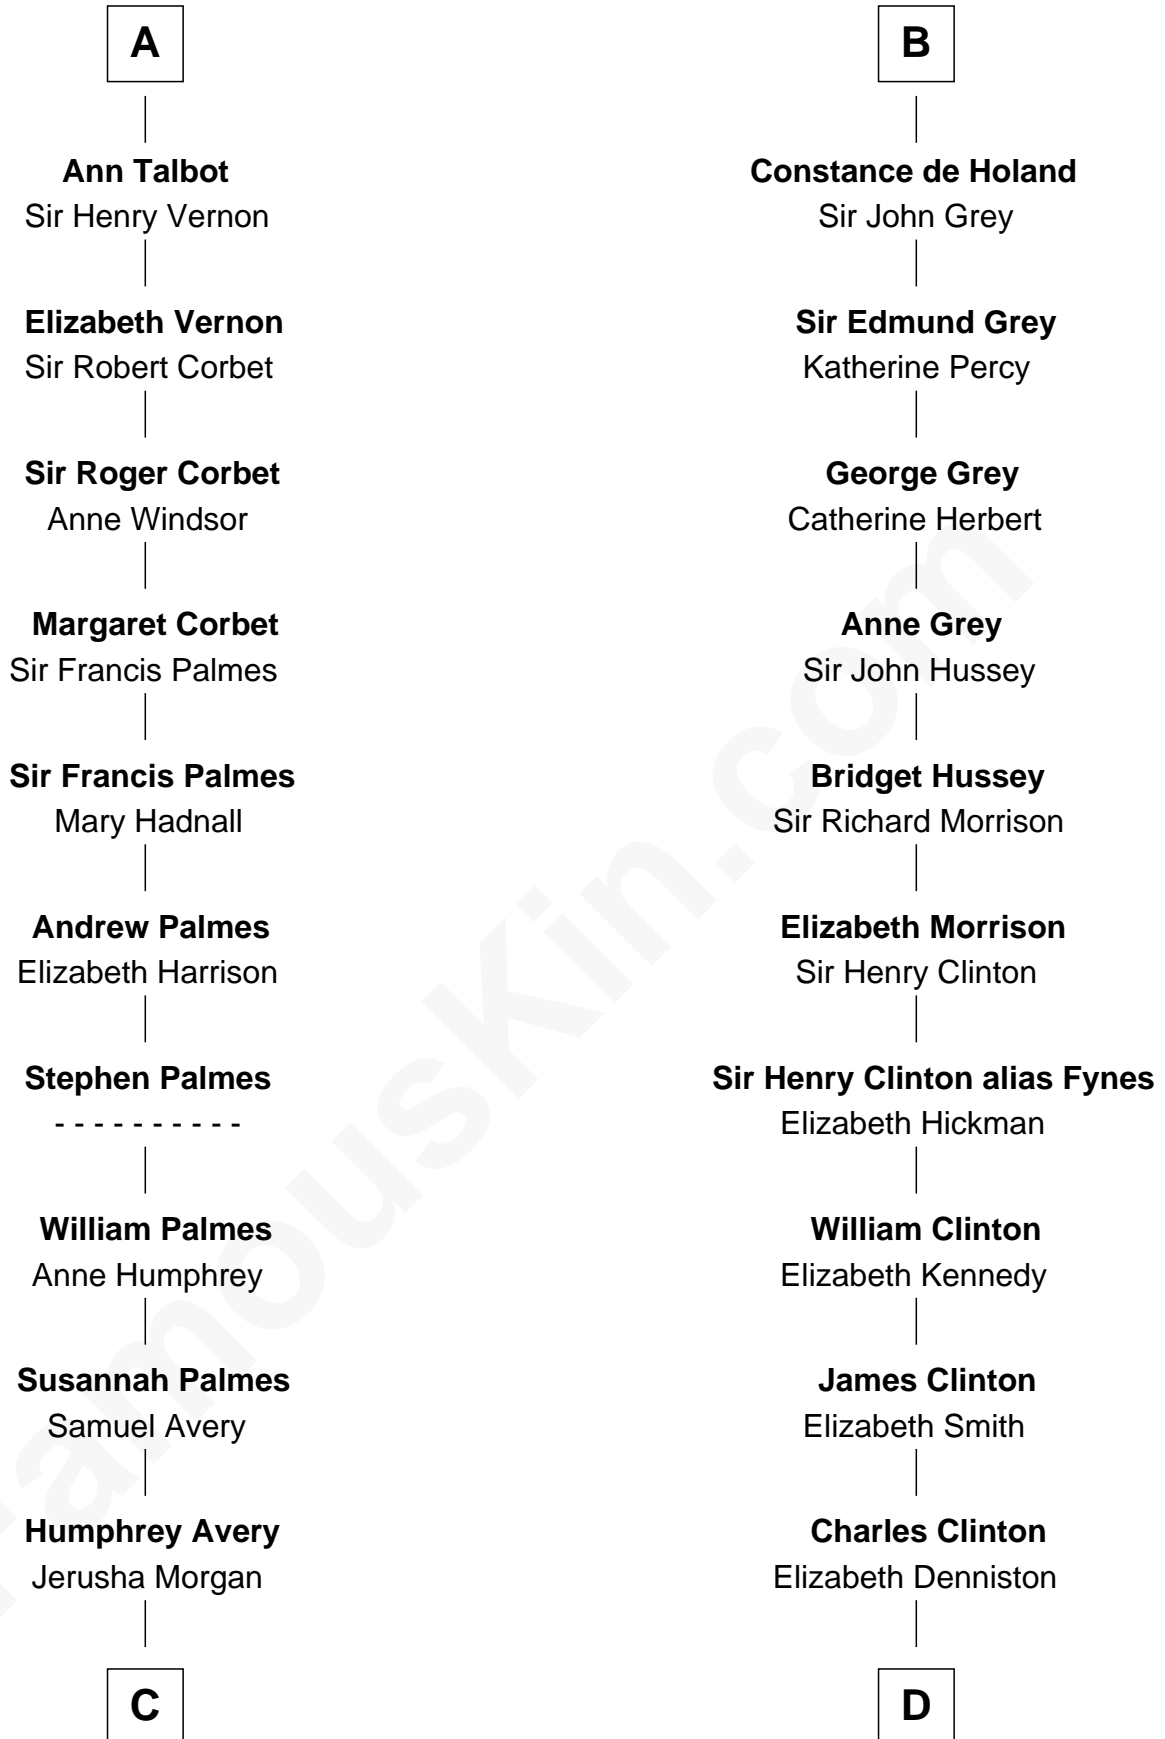 A
Ann Talbot
Sir Henry Vernon
Elizabeth Vernon
Sir Robert Corbet
Sir Roger Corbet
Anne Windsor
Margaret Corbet
Sir Francis Palmes
Sir Francis Palmes
Mary Hadnall
Andrew Palmes
Elizabeth Harrison
Stephen Palmes
- - - - - - - - - -
William Palmes
Anne Humphrey
Susannah Palmes
Samuel Avery
Humphrey Avery
Jerusha Morgan
C
B
Constance de Holand
Sir John Grey
Sir Edmund Grey
Katherine Percy
George Grey
Catherine Herbert
Anne Grey
Sir John Hussey
Bridget Hussey
Sir Richard Morrison
Elizabeth Morrison
Sir Henry Clinton
Sir Henry Clinton alias Fynes
Elizabeth Hickman
William Clinton
Elizabeth Kennedy
James Clinton
Elizabeth Smith
Charles Clinton
Elizabeth Denniston
D
FamousKin.com